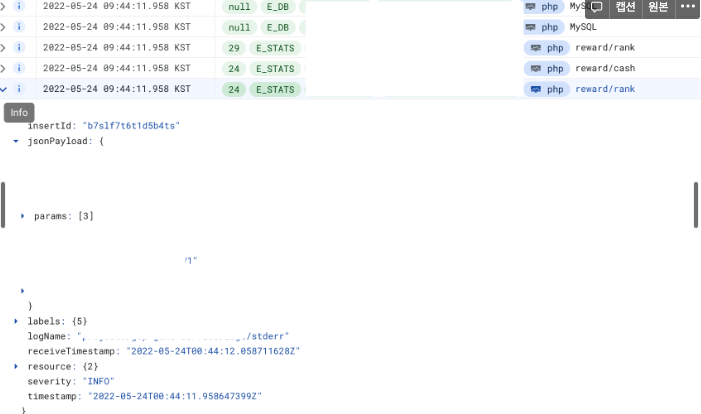 2022-05-24 09:44:11.958 KST null E_DB php MySQL 캡션 원본
2022-05-24 09:44:11.958 KST null E_DB php MySQL
2022-05-24 09:44:11.958 KST 29 E_STATS php reward/rank
2022-05-24 09:44:11.958 KST 24 E_STATS php reward/cash
2022-05-24 09:44:11.958 KST 24 E_STATS php reward/rank
Info
insertId: "b7slf7t6t1d5b4ts"
jsonPayload: {
params: [3]
/1"
}
labels: {5}
logName: "/stderr"
receiveTimestamp: "2022-05-24T00:44:12.058711628Z"
resource: {2}
severity: "INFO"
timestamp: "2022-05-24T00:44:11.958647399Z"
}